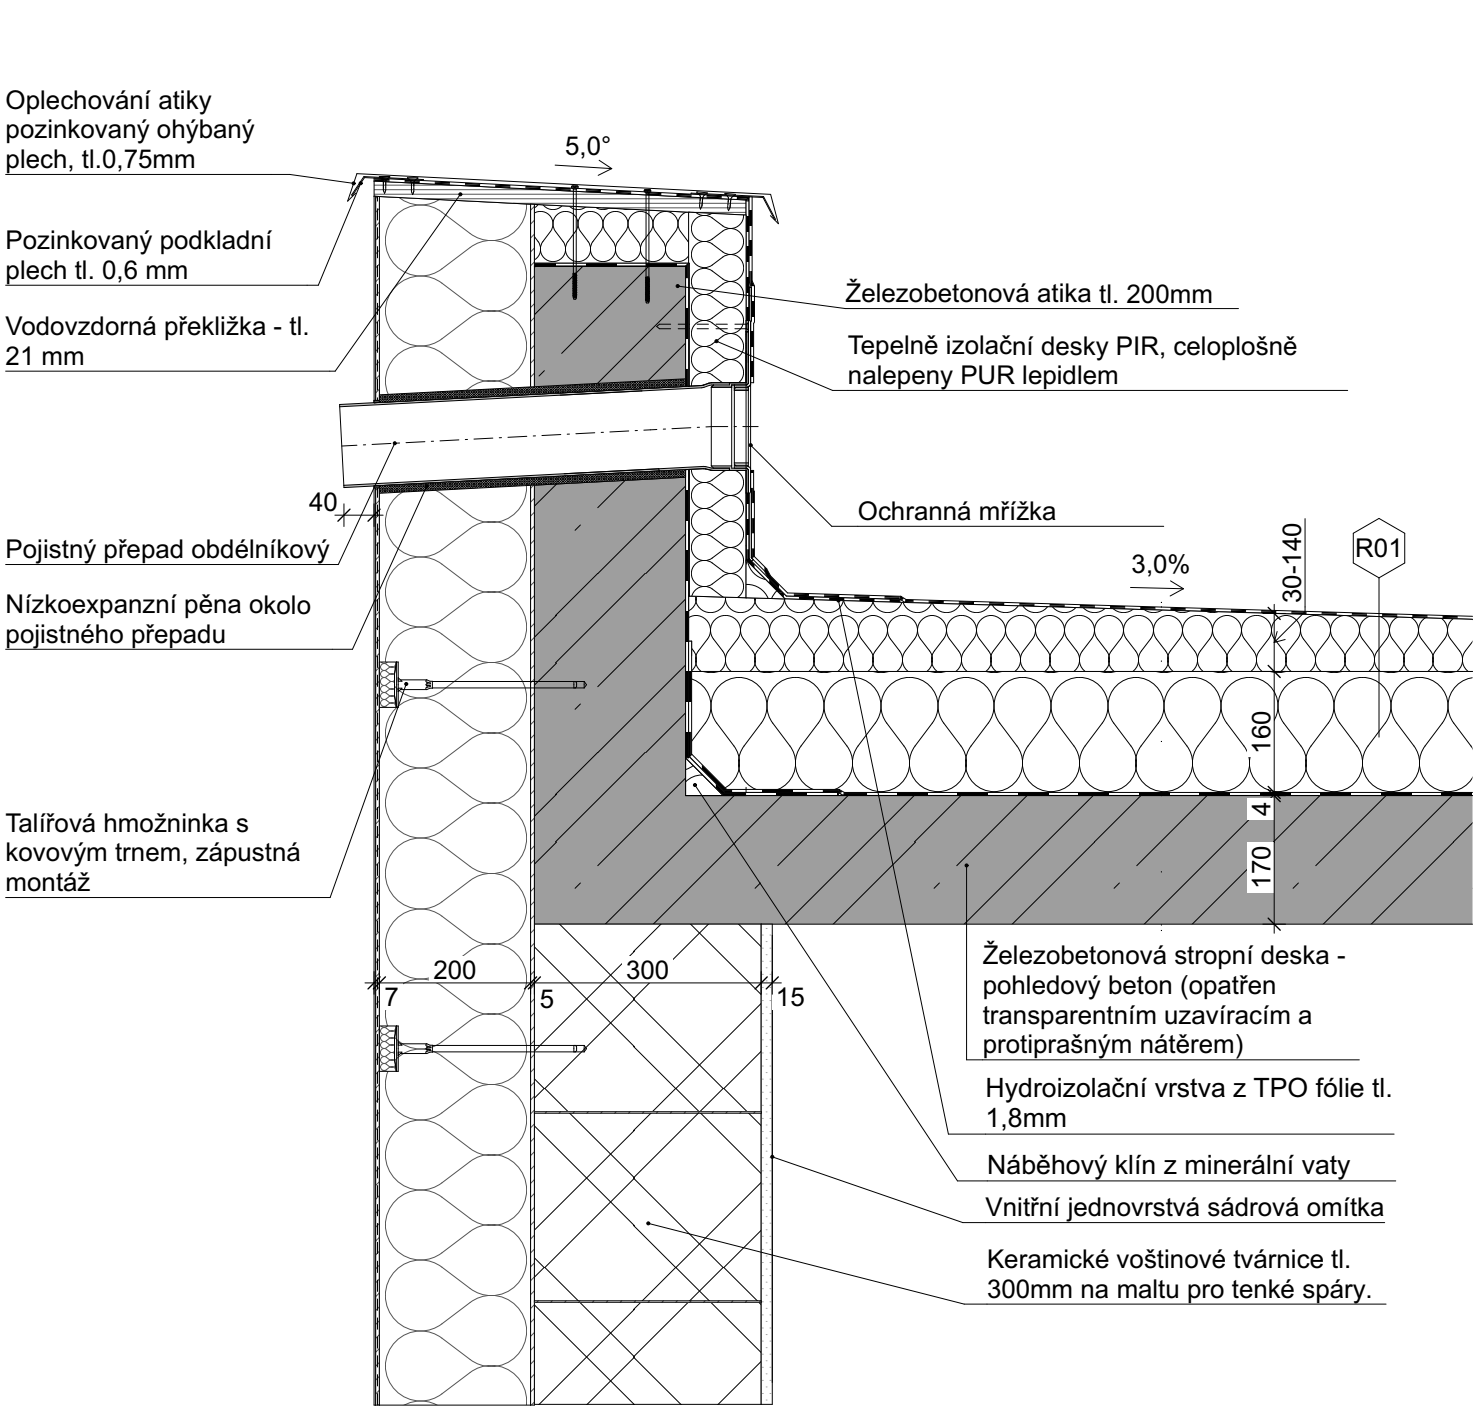 Oplechování atiky
pozinkovaný ohýbaný
plech, tl.0,75mm
5,0°
Pozinkovaný podkladní
plech tl. 0,6 mm
Vodovzdorná překližka - tl.
21 mm
Železobetonová atika tl. 200mm
Tepelně izolační desky PIR, celoplošně
nalepeny PUR lepidlem
40
Ochranná mřížka
Pojistný přepad obdélníkový
Nízkoexpanzní pěna okolo
pojistného přepadu
3,0%
30-140
R01
160
4
170
Talířová hmožninka s
kovovým trnem, zápustná
montáž
200
300
7
5
15
Železobetonová stropní deska -
pohledový beton (opatřen
transparentním uzavíracím a
protiprašným nátěrem)
Hydroizolační vrstva z TPO fólie tl.
1,8mm
Náběhový klín z minerální vaty
Vnitřní jednovrstvá sádrová omítka
Keramické voštinové tvárnice tl.
300mm na maltu pro tenké spáry.